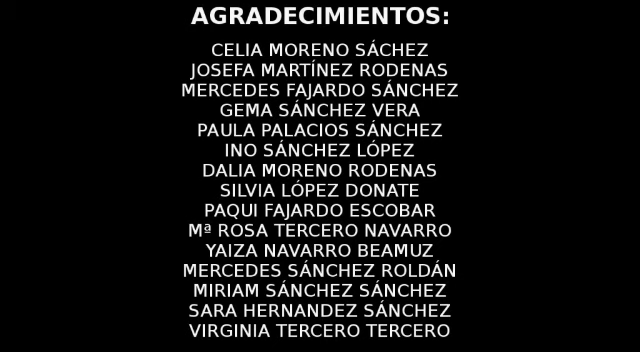 AGRADECIMIENTOS:
CELIA MORENO SÁCHEZ
JOSEFA MARTÍNEZ RODENAS
MERCEDES FAJARDO SÁNCHEZ
GEMA SÁNCHEZ VERA
PAULA PALACIOS SÁNCHEZ
INO SÁNCHEZ LÓPEZ
DALIA MORENO RODENAS
SILVIA LÓPEZ DONATE
PAQUI FAJARDO ESCOBAR
Mª ROSA TERCERO NAVARRO
YAIZA NAVARRO BEAMUZ
MERCEDES SÁNCHEZ ROLDÁN
MIRIAM SÁNCHEZ SÁNCHEZ
SARA HERNANDEZ SÁNCHEZ
VIRGINIA TERCERO TERCERO